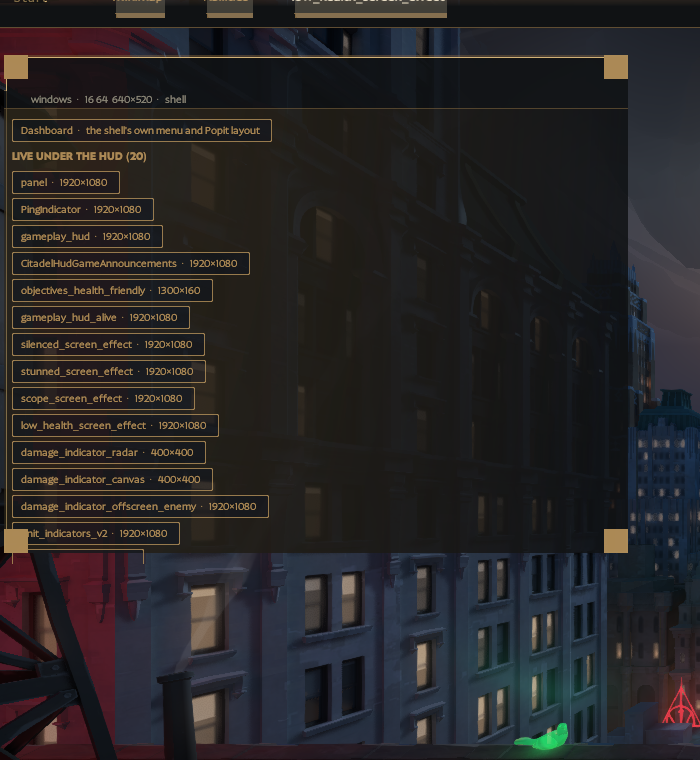 windows · 16 64 640×520 · shell
Dashboard · the shell's own menu and Popit layout
LIVE UNDER THE HUD (20)
panel · 1920×1080
PingIndicator · 1920×1080
gameplay_hud · 1920×1080
CitadelHudGameAnnouncements · 1920×1080
objectives_health_friendly · 1300×160
gameplay_hud_alive · 1920×1080
silenced_screen_effect · 1920×1080
stunned_screen_effect · 1920×1080
scope_screen_effect · 1920×1080
low_health_screen_effect · 1920×1080
damage_indicator_radar · 400×400
damage_indicator_canvas · 400×400
damage_indicator_offscreen_enemy · 1920×1080
nit_indicators_v2 · 1920×1080